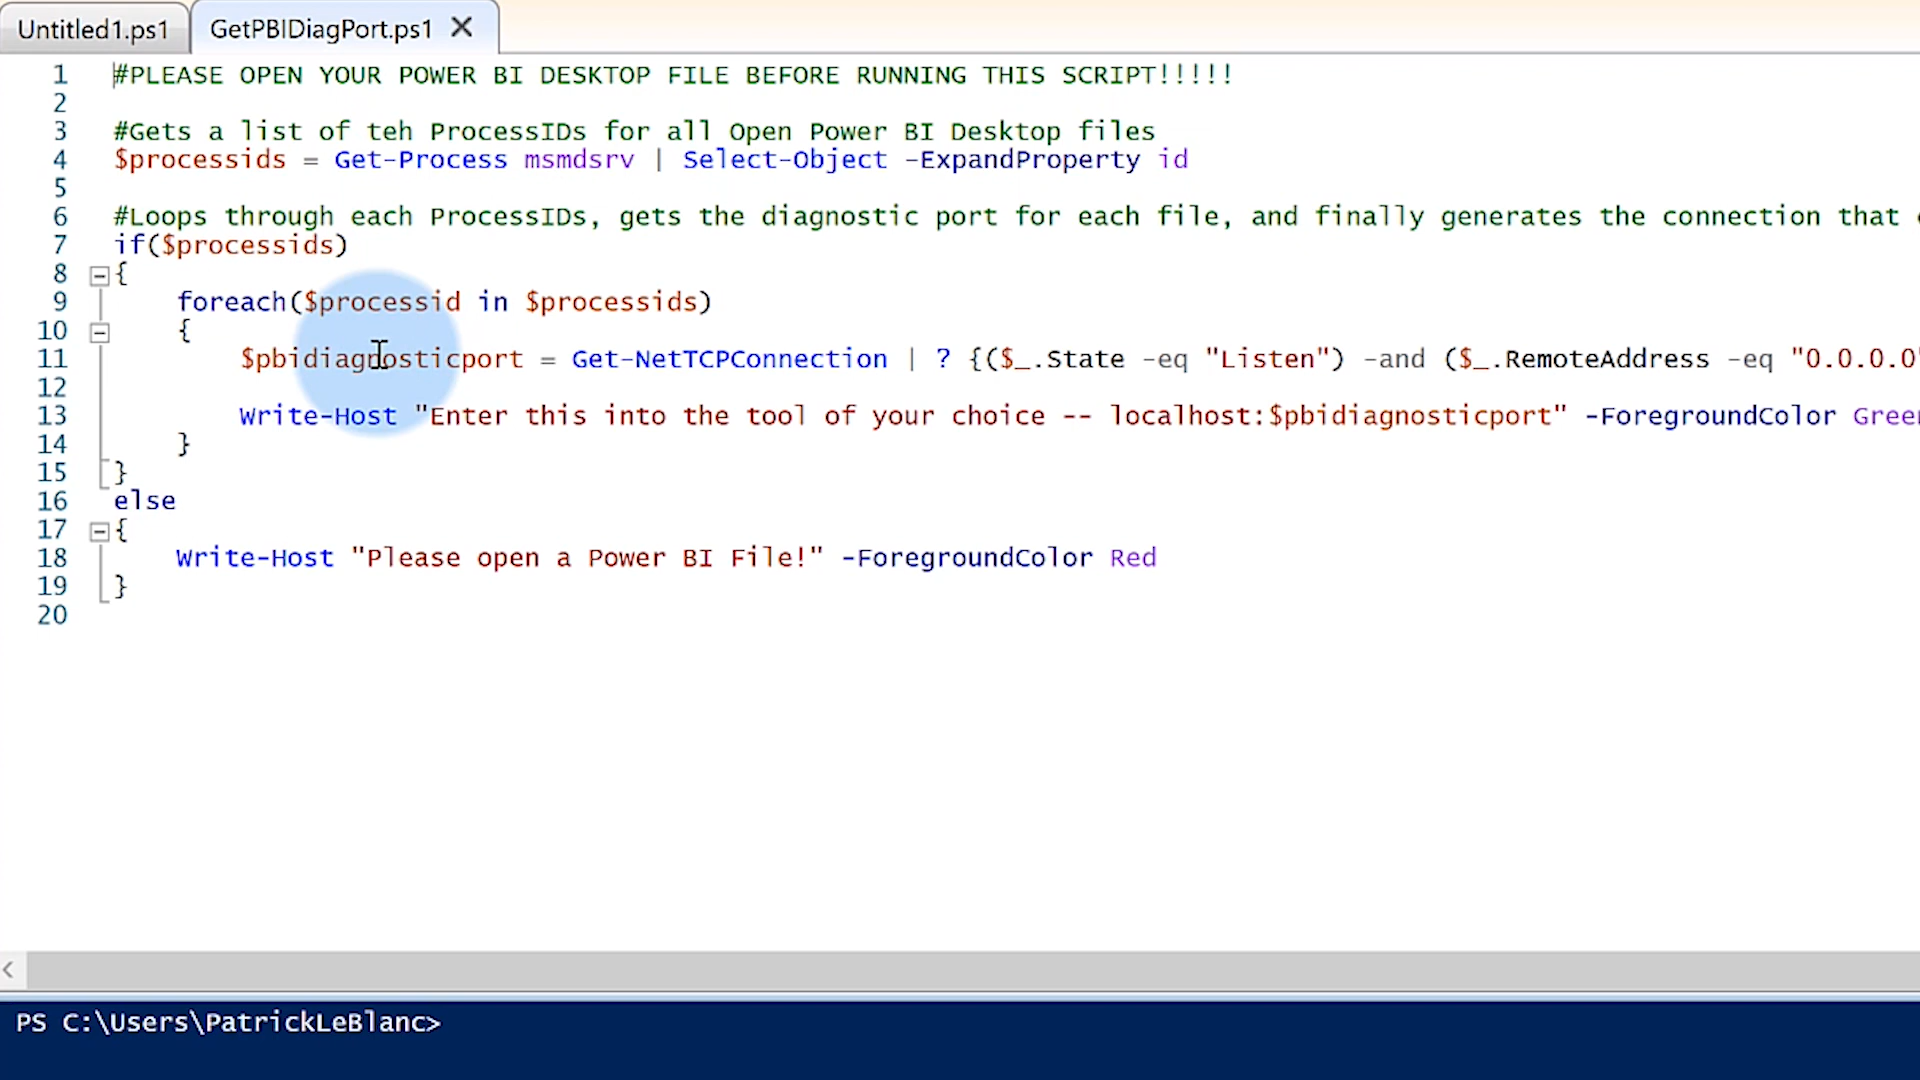 Untitled1.ps1 GetPBIDiagPort.ps1 X
1 #PLEASE OPEN YOUR POWER BI DESKTOP FILE BEFORE RUNNING THIS SCRIPT!!!!!
2
3 #Gets a list of teh ProcessIDs for all Open Power BI Desktop files
4 $processids = Get-Process msmdsrv | Select-Object -ExpandProperty id
5
6 #Loops through each ProcessIDs, gets the diagnostic port for each file, and finally generates the connection that
7 if($processids)
8 {
9 foreach($processid in $processids)
10 {
11 $pbidiagnosticport = Get-NetTCPConnection | ? {($_.State -eq "Listen") -and ($_.RemoteAddress -eq "0.0.0.0"
12
13 Write-Host "Enter this into the tool of your choice -- localhost:$pbidiagnosticport" -ForegroundColor Green
14 }
15 }
16 else
17 {
18 Write-Host "Please open a Power BI File!" -ForegroundColor Red
19 }
20
PS C:\Users\PatrickLeBlanc>